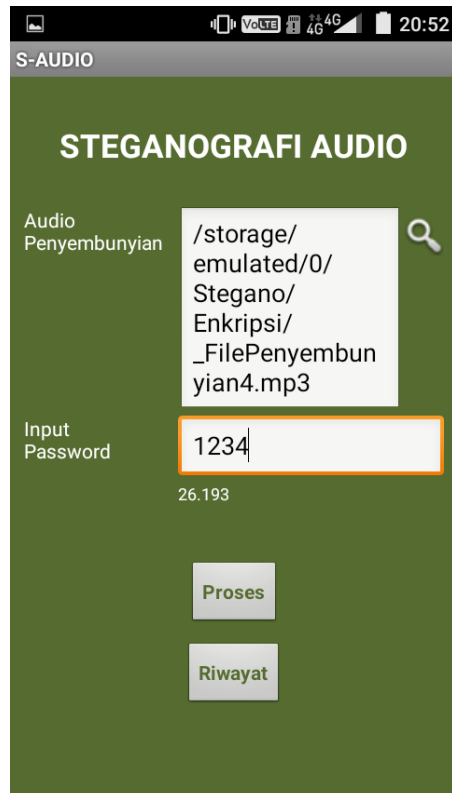 VoLTE 4G 4G 20:52
S-AUDIO
STEGANOGRAFI AUDIO
Audio
Penyembunyian
/storage/
emulated/0/
Stegano/
Enkripsi/
_FilePenyembun
yian4.mp3
Input
Password
1234
26.193
Proses
Riwayat